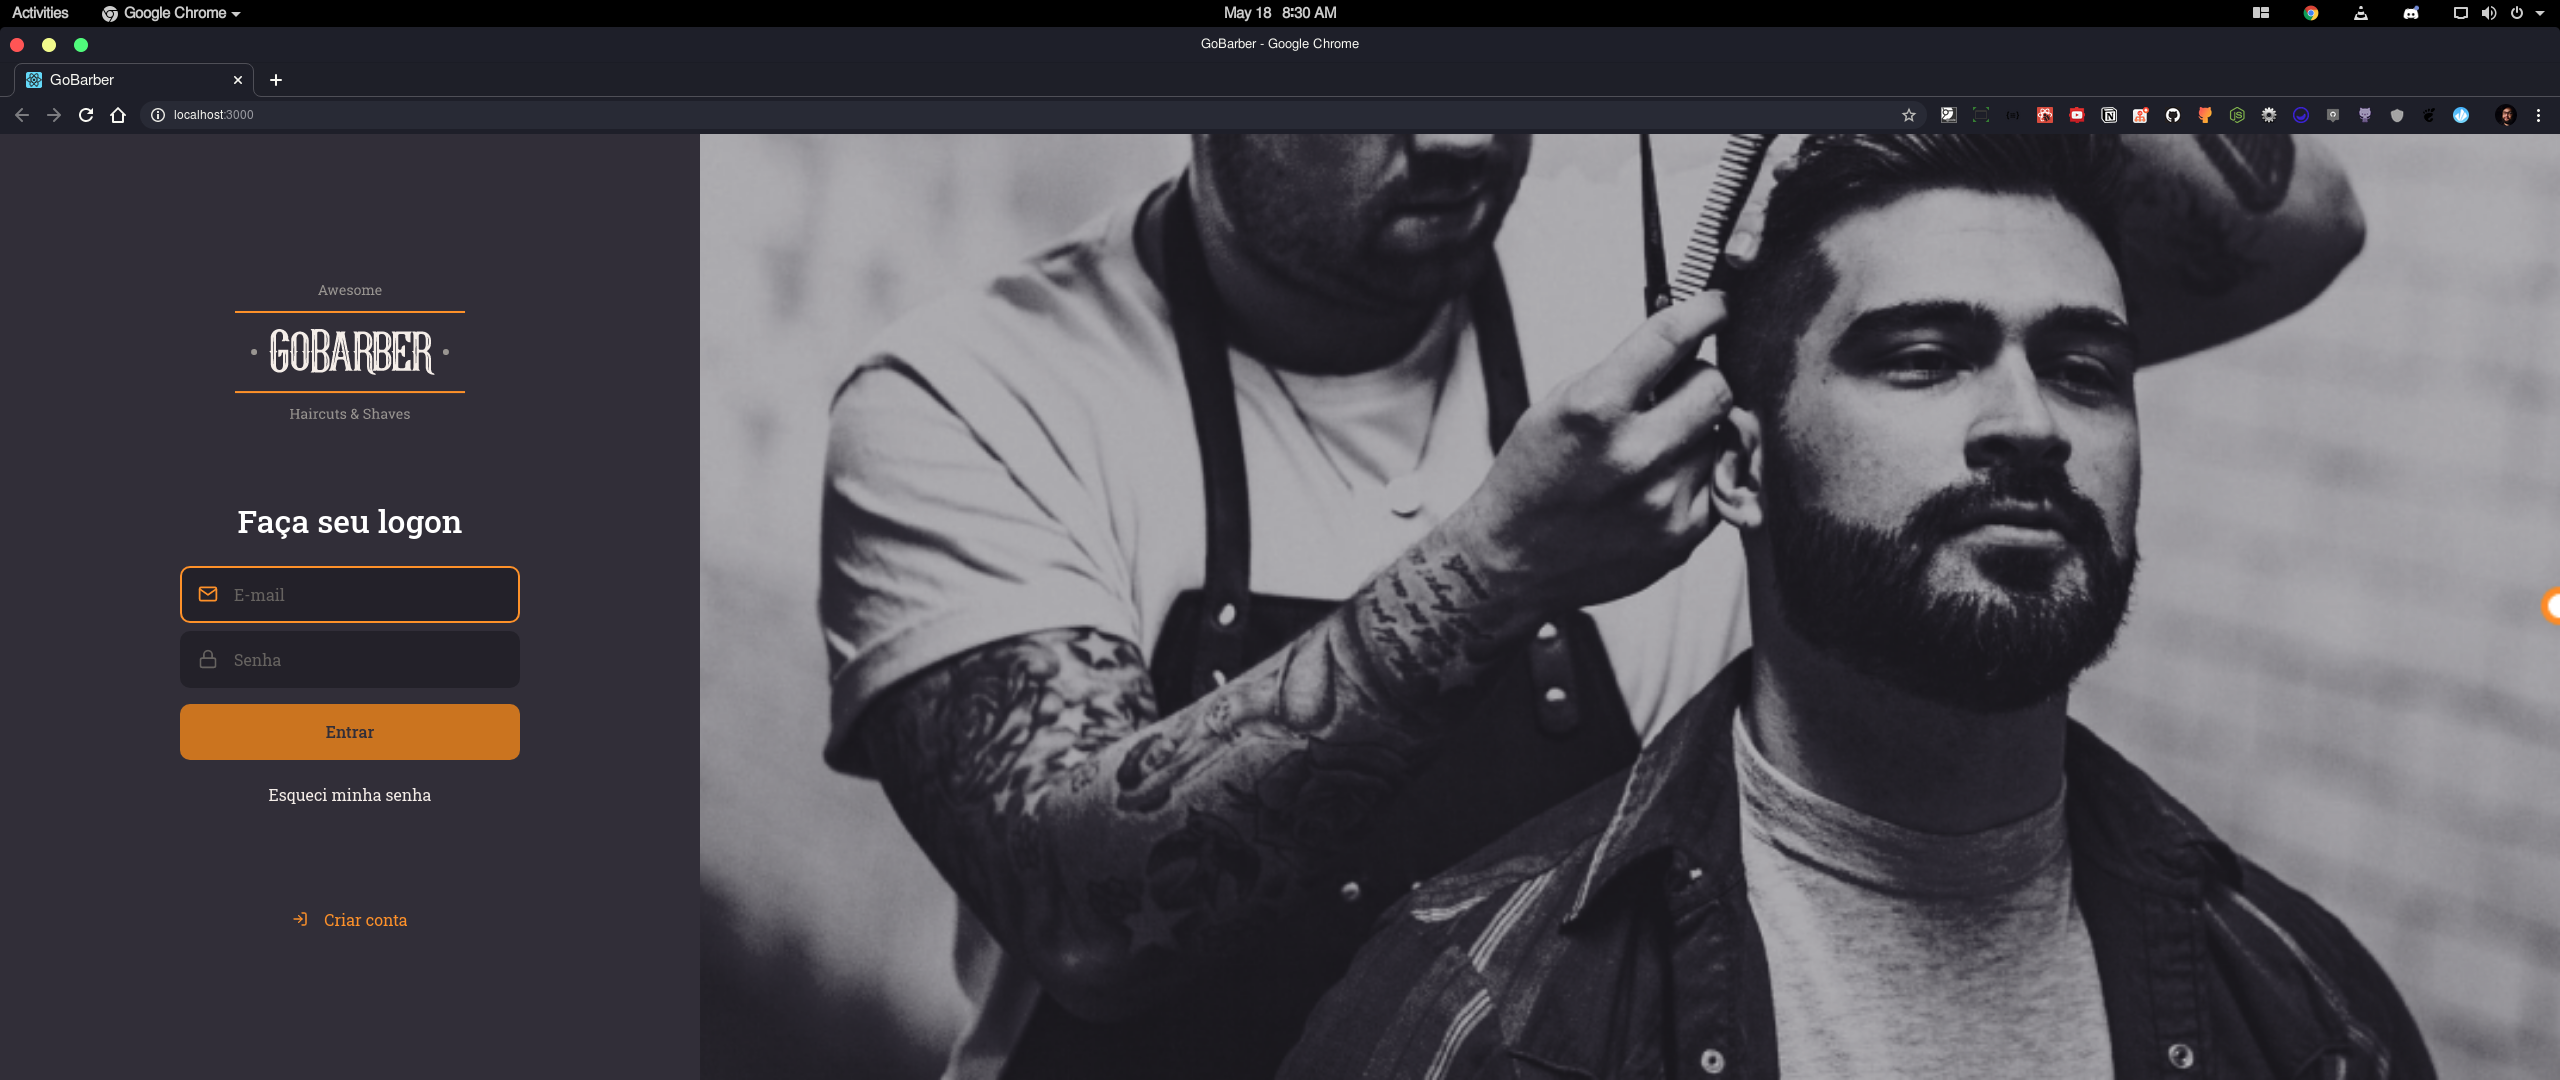 Activities
Google Chrome
May 18 8:30 AM
GoBarber - Google Chrome
GoBarber
localhost:3000
Awesome
GOBARBER
Haircuts & Shaves
Faça seu logon
E-mail
Senha
Entrar
Esqueci minha senha
Criar conta